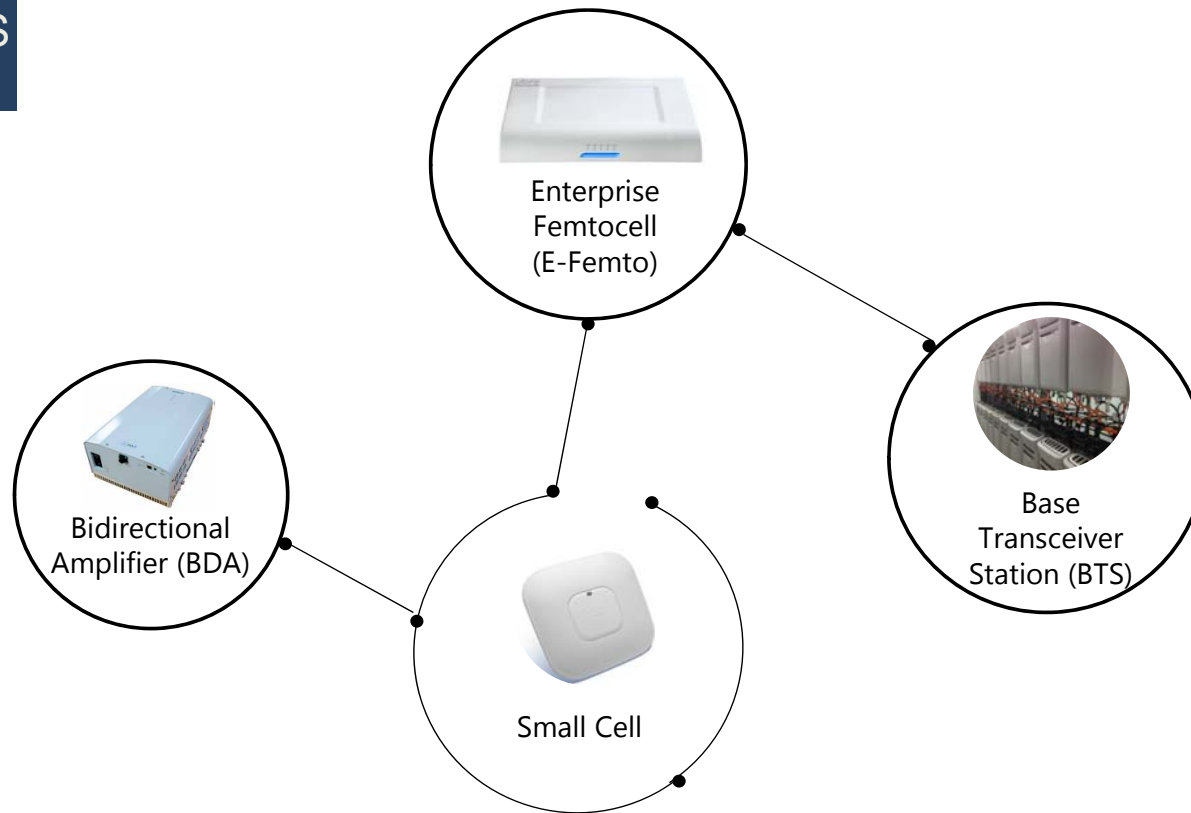 S
Enterprise
Femtocell
(E-Femto)
Bidirectional
Amplifier (BDA)
Base
Transceiver
Station (BTS)
Small Cell